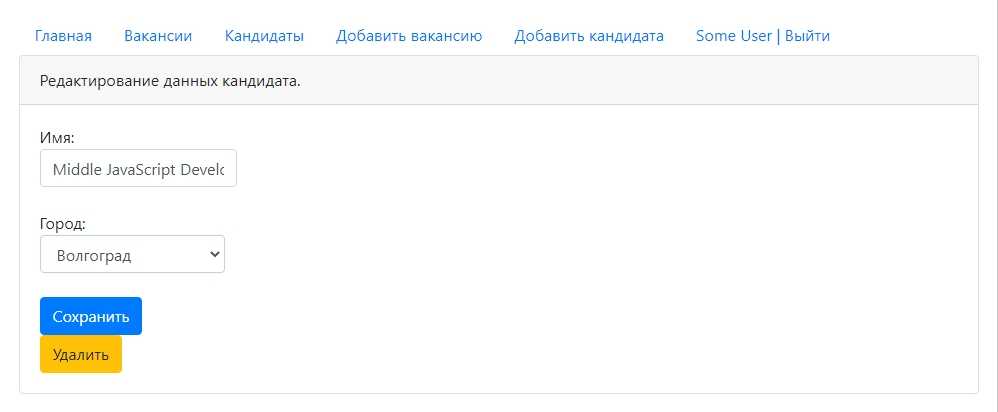 Главная Вакансии Кандидаты Добавить вакансию Добавить кандидата Some User | Выйти
Редактирование данных кандидата.
Имя:
Middle JavaScript Develo
Город:
Волгоград
Сохранить
Удалить